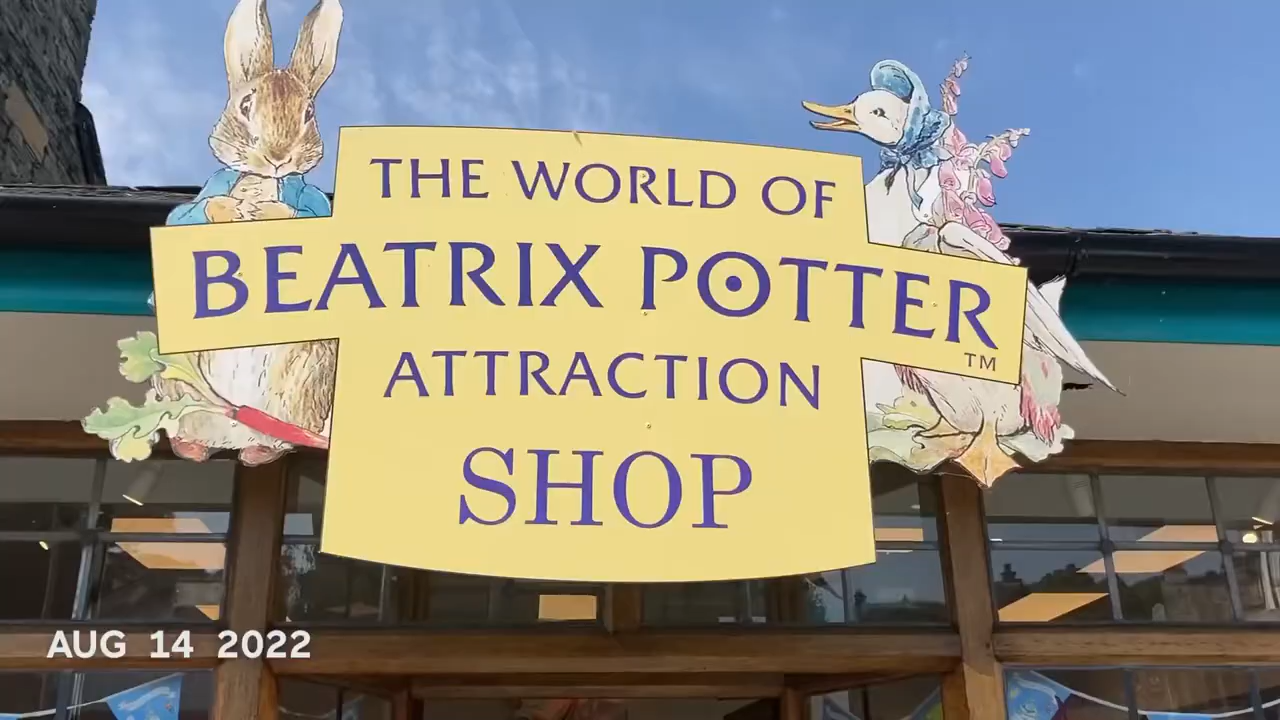 THE WORLD OF
BEATRIX POTTER
TM
ATTRACTION
SHOP
AUG 14 2022